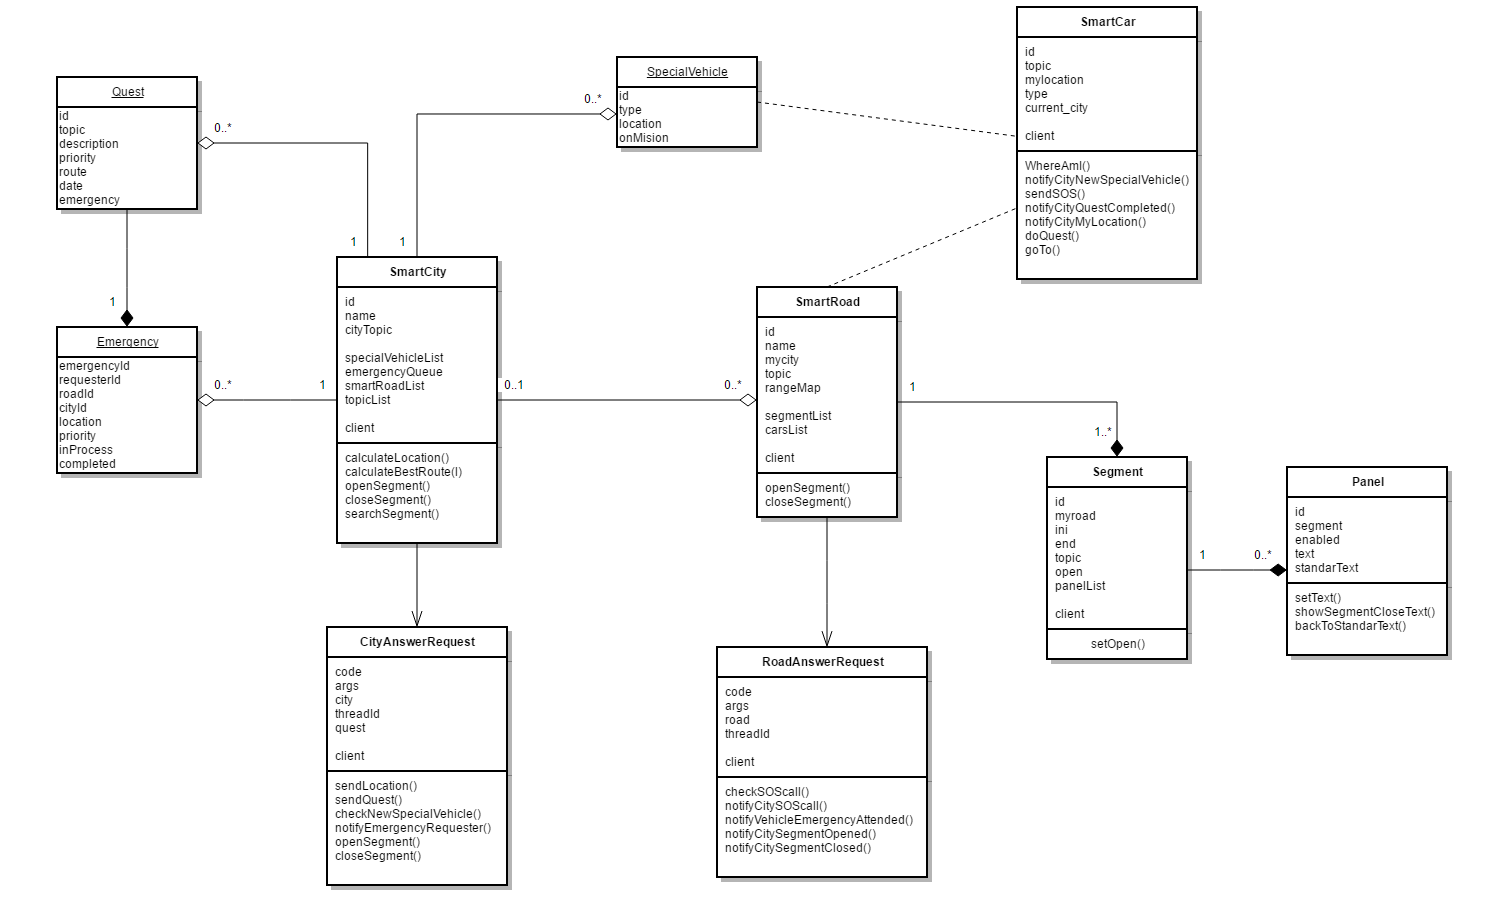 SmartCar
id
topic
mylocation
type
current_city
client
WhereAmI()
notifyCityNewSpecialVehicle()
sendSOS()
notifyCityQuestCompleted()
notifyCityMyLocation()
doQuest()
goTo()
SpecialVehicle
id
type
location
onMision
0..*
Quest
id
topic
description
priority
route
date
emergency
0..*
1
1
1
SmartCity
id
name
cityTopic
specialVehicleList
emergencyQueue
smartRoadList
topicList
client
calculateLocation()
calculateBestRoute(l)
openSegment()
closeSegment()
searchSegment()
Emergency
emergencyId
requesterId
roadId
cityId
location
priority
inProcess
completed
0..*
1
0..1
0..*
SmartRoad
id
name
mycity
topic
rangeMap
segmentList
carsList
client
openSegment()
closeSegment()
1
1..*
Segment
id
myroad
ini
end
topic
open
panelList
client
setOpen()
1
0..*
Panel
id
segment
enabled
text
standarText
setText()
showSegmentCloseText()
backToStandarText()
CityAnswerRequest
code
args
city
threadId
quest
client
sendLocation()
sendQuest()
checkNewSpecialVehicle()
notifyEmergencyRequester()
openSegment()
closeSegment()
RoadAnswerRequest
code
args
road
threadId
client
checkSOScall()
notifyCitySOScall()
notifyVehicleEmergencyAttended()
notifyCitySegmentOpened()
notifyCitySegmentClosed()